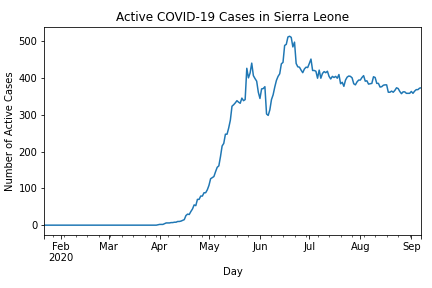 Active COVID-19 Cases in Sierra Leone
500
400
300
200
100
0
Number of Active Cases
Feb Mar Apr May Jun Jul Aug Sep
2020
Day